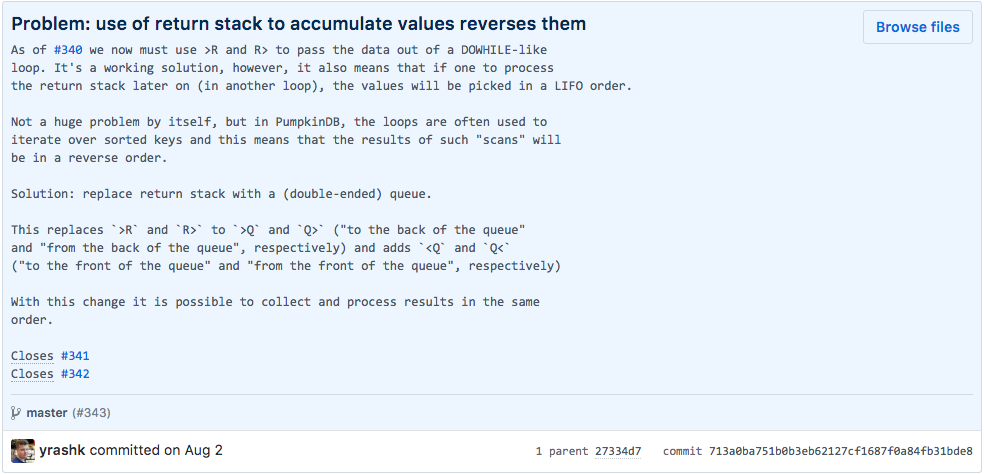 Problem: use of return stack to accumulate values reverses them
Browse files
As of #340 we now must use >R and R> to pass the data out of a DOWHILE-like
loop. It's a working solution, however, it also means that if one to process
the return stack later on (in another loop), the values will be picked in a LIFO order.
Not a huge problem by itself, but in PumpkinDB, the loops are often used to
iterate over sorted keys and this means that the results of such "scans" will
be in a reverse order.
Solution: replace return stack with a (double-ended) queue.
This replaces `>R` and `R>` to `>Q` and `Q>` ("to the back of the queue"
and "from the back of the queue", respectively) and adds `<Q` and `Q<`
("to the front of the queue" and "from the front of the queue", respectively)
With this change it is possible to collect and process results in the same
order.
Closes #341
Closes #342
master (#343)
yrashk committed on Aug 2
1 parent 27334d7 commit 713a0ba751b0b3eb62127cf1687f0a84fb31bde8